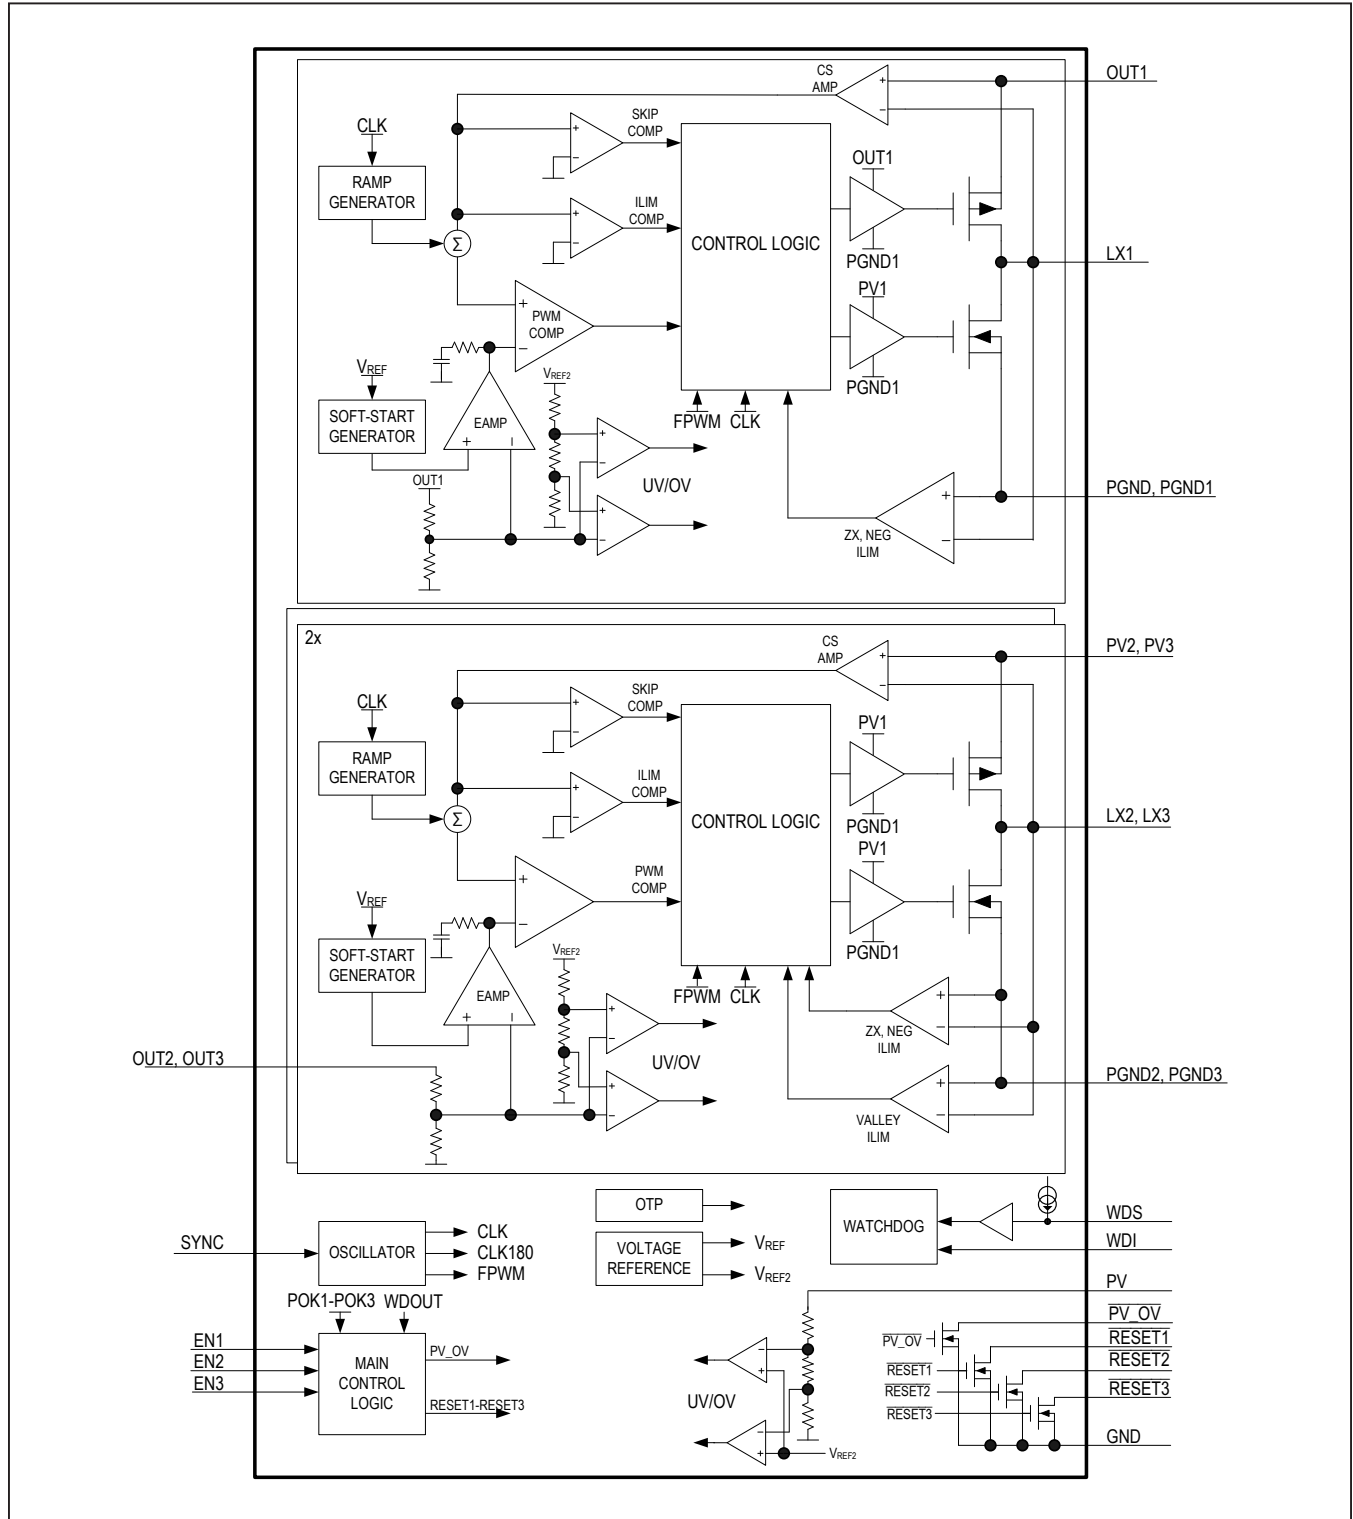 CS
AMP
OUT1
+
−
CLK
SKIP
COMP
+
−
OUT1
RAMP
GENERATOR
ILIM
COMP
+
−
CONTROL LOGIC
Σ
PGND1
LX1
PV1
+
PWM
COMP
−
PGND1
VREF
VREF2
SOFT-START
GENERATOR
EAMP
+
−
FPWM
CLK
+
−
OUT1
UV/OV
+
−
PGND, PGND1
+
−
ZX, NEG
ILIM
2x
CS
AMP
PV2, PV3
+
−
CLK
SKIP
COMP
+
−
PV1
RAMP
GENERATOR
ILIM
COMP
+
−
CONTROL LOGIC
Σ
PGND1
LX2, LX3
PV1
PWM
COMP
+
−
PGND1
VREF
VREF2
SOFT-START
GENERATOR
EAMP
+
−
FPWM
CLK
+
−
ZX, NEG
ILIM
+
−
OUT2, OUT3
UV/OV
+
−
PGND2, PGND3
+
−
VALLEY
ILIM
OTP
WATCHDOG
WDS
WDI
SYNC
OSCILLATOR
CLK
CLK180
FPWM
VOLTAGE
REFERENCE
VREF
VREF2
PV
POK1-POK3
WDOUT
PV_OV
PV_OV
EN1
EN2
EN3
MAIN
CONTROL
LOGIC
PV_OV
RESET1-RESET3
−
+
UV/OV
−
+
VREF2
RESET1
RESET1
RESET2
RESET2
RESET3
RESET3
GND